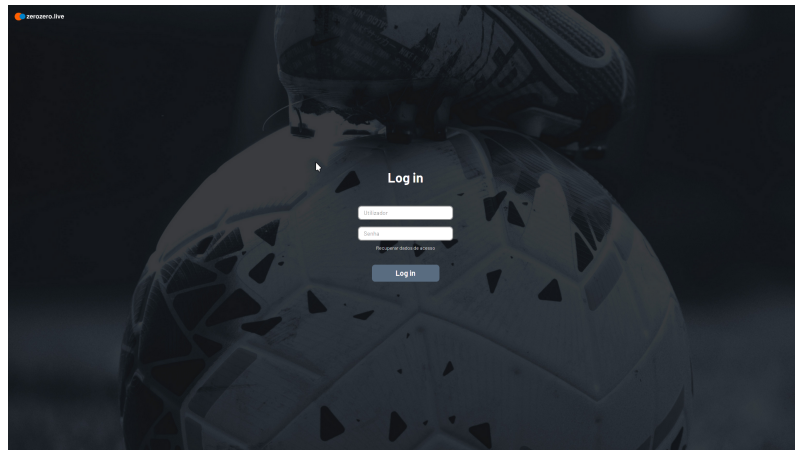 zerozero.live
Log in
Utilizador
Senha
Recuperar dados de acesso
Log in